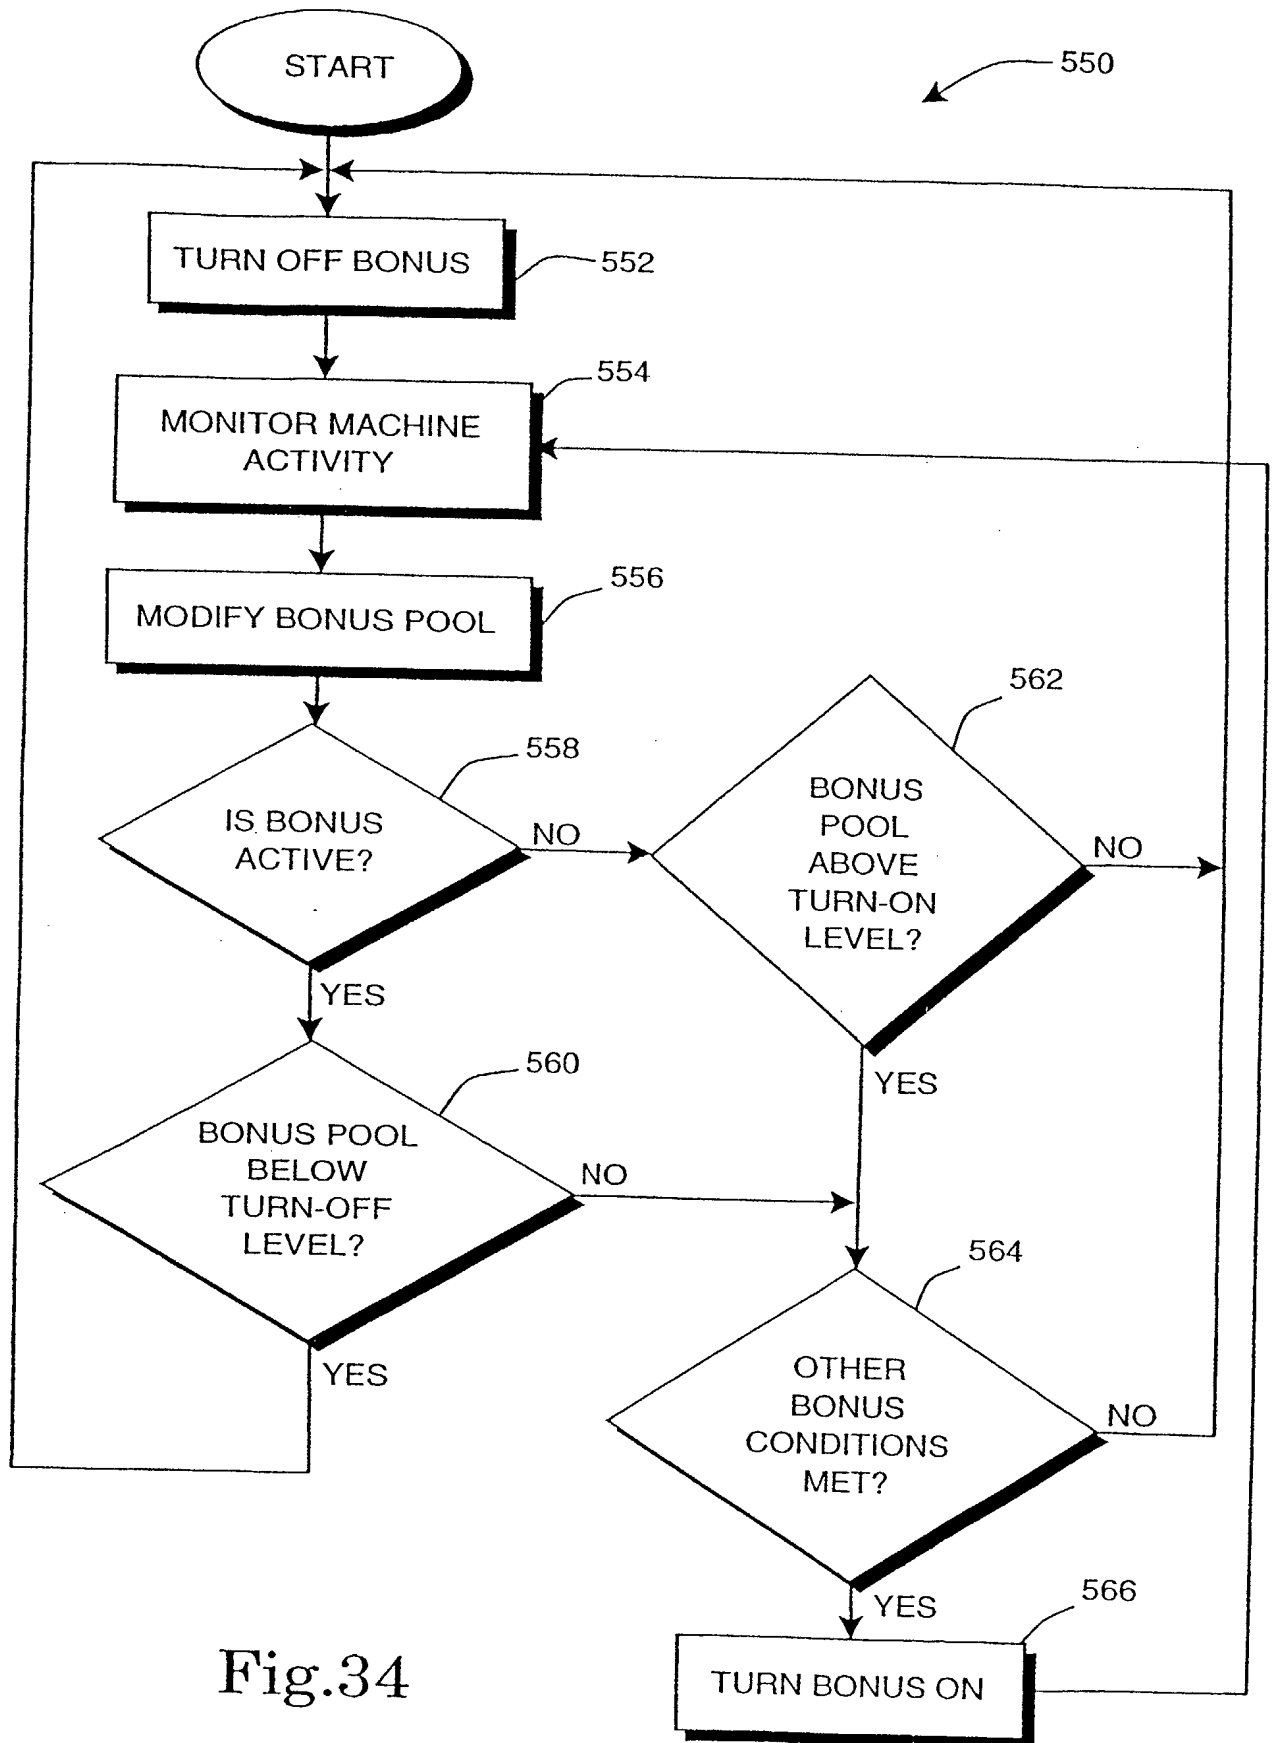 START
550
TURN OFF BONUS
552
554
MONITOR MACHINE
ACTIVITY
556
MODIFY BONUS POOL
562
558
IS BONUS
ACTIVE?
NO
BONUS
POOL
ABOVE
TURN-ON
LEVEL?
NO
YES
560
YES
BONUS POOL
BELOW
TURN-OFF
LEVEL?
NO
564
YES
OTHER
BONUS
CONDITIONS
MET?
NO
YES
566
TURN BONUS ON
Fig.34